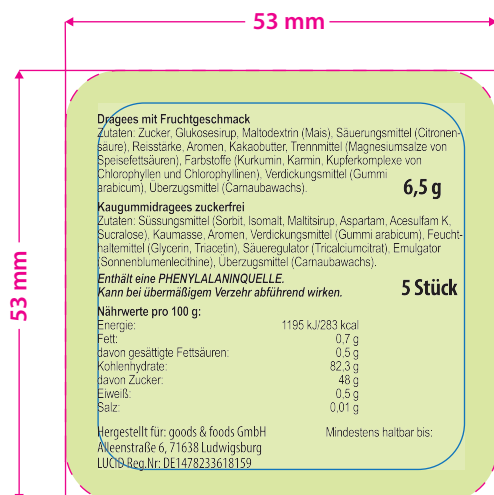 53 mm
53 mm
Dragees mit Fruchtgeschmack
Zutaten: Zucker, Glukosesirup, Maltodextrin (Mais), Säuerungsmittel (Citronen-
säure), Reisstärke, Aromen, Kakaobutter, Trennmittel (Magnesiumsalze von
Speisefettsäuren), Farbstoffe (Kurkumin, Karmin, Kupferkomplexe von
Chlorophyllen und Chlorophyllinen), Verdickungsmittel (Gummi
arabicum), Überzugsmittel (Carnaubawachs).
6,5 g
Kaugummidragees zuckerfrei
Zutaten: Süssungsmittel (Sorbit, Isomalt, Maltitsirup, Aspartam, Acesulfam K,
Sucralose), Kaumasse, Aromen, Verdickungsmittel (Gummi arabicum), Feucht-
haltemittel (Glycerin, Triacetin), Säueregulator (Tricalciumcitrat), Emulgator
(Sonnenblumenlecithine), Überzugsmittel (Carnaubawachs).
Enthält eine PHENYLALANINQUELLE.
Kann bei übermäßigem Verzehr abführend wirken.
5 Stück
Nährwerte pro 100 g:
Energie: 1195 kJ/283 kcal
Fett: 0,7 g
davon gesättigte Fettsäuren: 0,5 g
Kohlenhydrate: 82,3 g
davon Zucker: 48 g
Eiweiß: 0,5 g
Salz: 0,01 g
Hergestellt für: goods & foods GmbH Mindestens haltbar bis:
Alleenstraße 6, 71638 Ludwigsburg
LUCID Reg.Nr: DE1478233618159